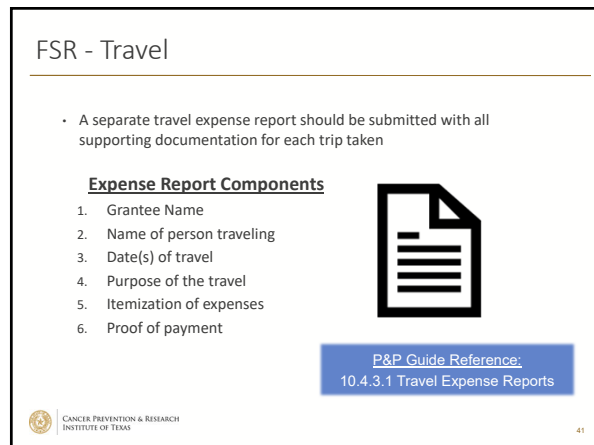 FSR - Travel
• A separate travel expense report should be submitted with all
supporting documentation for each trip taken
Expense Report Components
1. Grantee Name
2. Name of person traveling
3. Date(s) of travel
4. Purpose of the travel
5. Itemization of expenses
6. Proof of payment
P&P Guide Reference:
10.4.3.1 Travel Expense Reports
CANCER PREVENTION & RESEARCH
INSTITUTE OF TEXAS
41